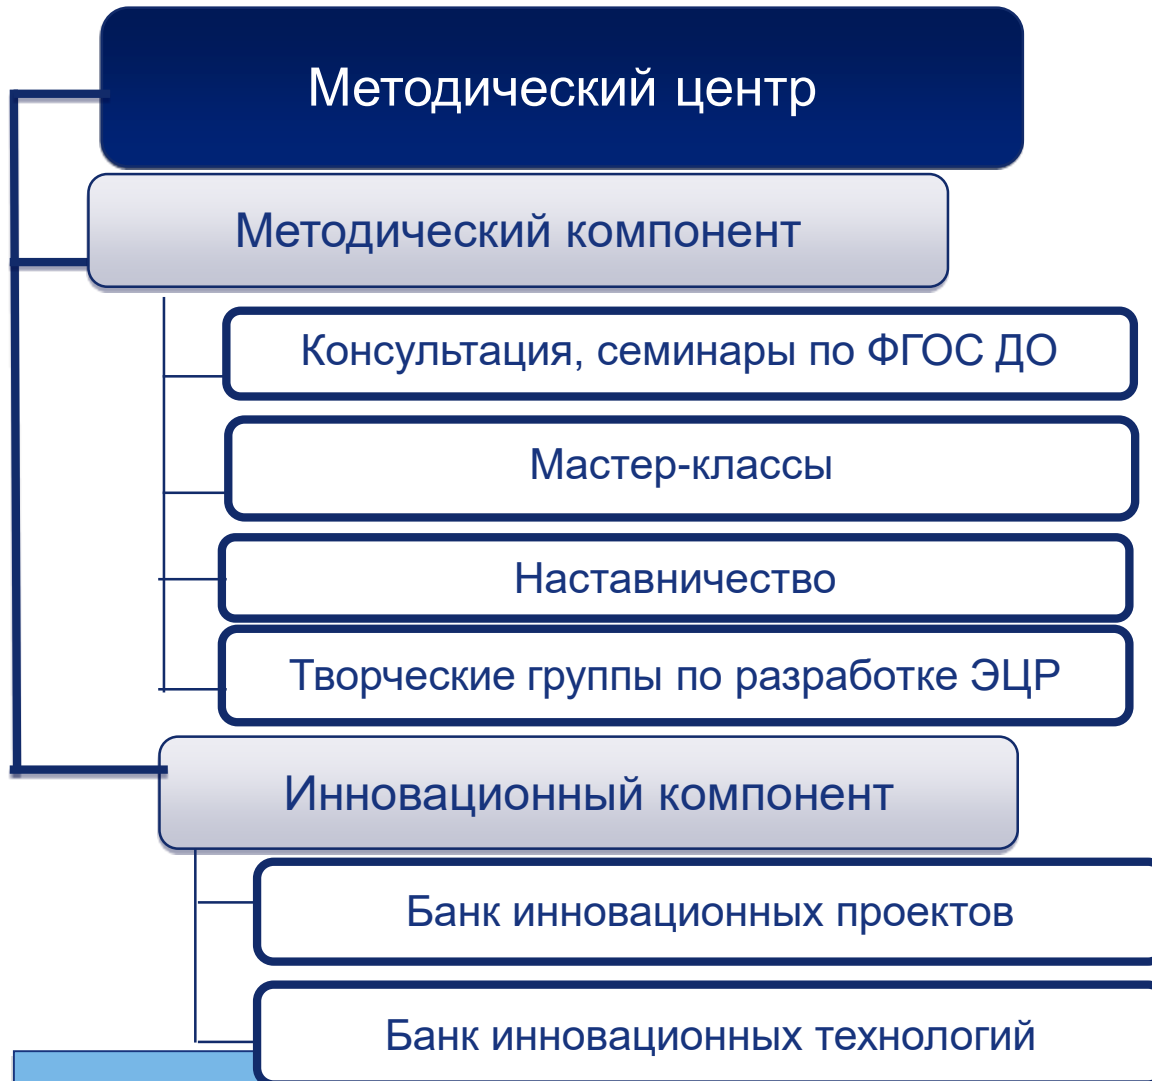 Методический центр
Методический компонент
Консультация, семинары по ФГОС ДО
Мастер-классы
Наставничество
Творческие группы по разработке ЭЦР
Инновационный компонент
Банк инновационных проектов
Банк инновационных технологий